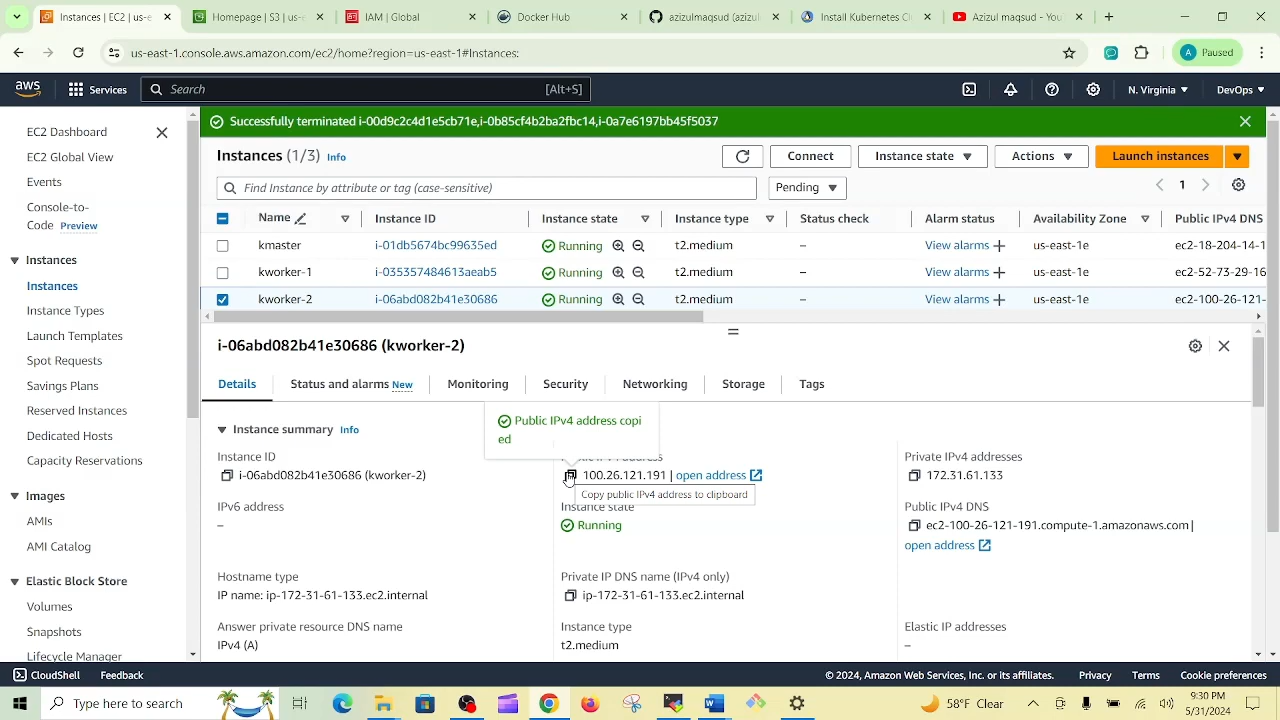 Instances | EC2 | us-e
Homepage | S3 | us-e
IAM | Global
Docker Hub
azizulmaqsud azizul
Install Kubernetes Cl
Azizul maqsud - You
us-east-1.console.aws.amazon.com/ec2/home?region=us-east-1#Instances:
A Paused
aws
Services
Search
[Alt+S]
N. Virginia
DevOps
EC2 Dashboard
EC2 Global View
Events
Console-to-
Code Preview
Instances
Instances
Instance Types
Launch Templates
Spot Requests
Savings Plans
Reserved Instances
Dedicated Hosts
Capacity Reservations
Images
AMIs
AMI Catalog
Elastic Block Store
Volumes
Snapshots
Lifecycle Manager
Successfully terminated i-00d9c2c4d1e5cb71e,i-0b85cf4b2ba2fbc14,i-0a7e6197bb45f5037
Instances (1/3) Info
Connect
Instance state
Actions
Launch instances
Find Instance by attribute or tag (case-sensitive)
Pending
1
Name Instance ID Instance state Instance type Status check Alarm status Availability Zone Public IPv4 DNS
kmaster i-01db5674bc99635ed Running t2.medium – View alarms + us-east-1e ec2-18-204-14-1
kworker-1 i-035357484613aeab5 Running t2.medium – View alarms + us-east-1e ec2-52-73-29-16
kworker-2 i-06abd082b41e30686 Running t2.medium – View alarms + us-east-1e ec2-100-26-121-
i-06abd082b41e30686 (kworker-2)
Details
Status and alarms New
Monitoring
Security
Networking
Storage
Tags
Public IPv4 address copi
ed
Instance summary Info
Instance ID
i-06abd082b41e30686 (kworker-2)
100.26.121.191 | open address
Copy public IPv4 address to clipboard
Private IPv4 addresses
172.31.61.133
IPv6 address
–
Instance state
Running
Public IPv4 DNS
ec2-100-26-121-191.compute-1.amazonaws.com |
open address
Hostname type
IP name: ip-172-31-61-133.ec2.internal
Private IP DNS name (IPv4 only)
ip-172-31-61-133.ec2.internal
Answer private resource DNS name
IPv4 (A)
Instance type
t2.medium
Elastic IP addresses
–
CloudShell
Feedback
© 2024, Amazon Web Services, Inc. or its affiliates.
Privacy
Terms
Cookie preferences
Type here to search
58°F Clear
9:30 PM
5/31/2024